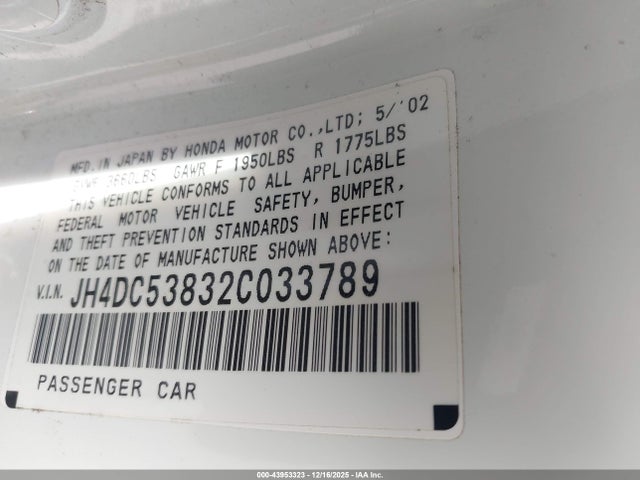 MFD. IN JAPAN BY HONDA MOTOR CO.,LTD; 5/'02
GVWR 3660LBS GAWR F 1950LBS R 1775LBS
THIS VEHICLE CONFORMS TO ALL APPLICABLE
FEDERAL MOTOR VEHICLE SAFETY, BUMPER,
AND THEFT PREVENTION STANDARDS IN EFFECT
ON THE DATE OF MANUFACTURE SHOWN ABOVE:
V.I.N. JH4DC53832C033789
PASSENGER CAR
000-43953323 - 12/16/2025 - IAA Inc.